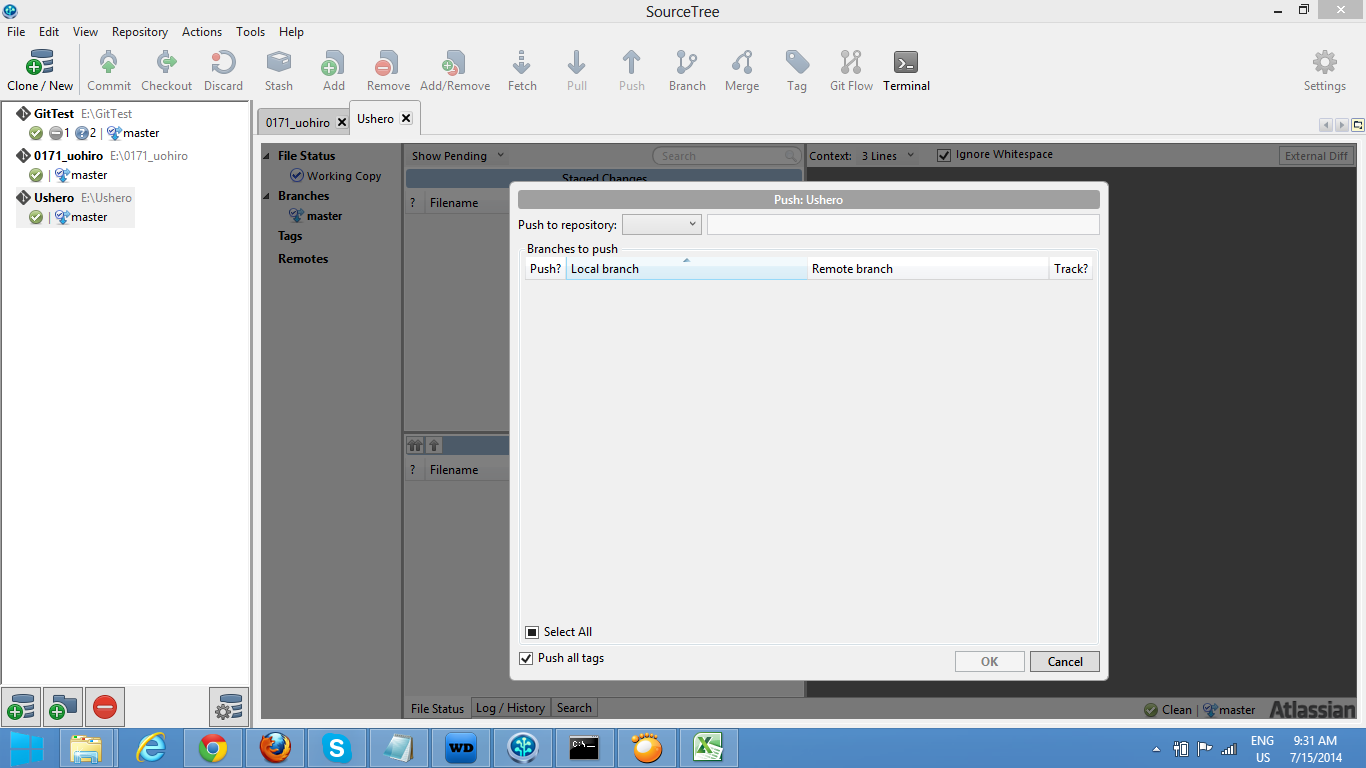 SourceTree
File Edit View Repository Actions Tools Help
Clone / New Commit Checkout Discard Stash Add Remove Add/Remove Fetch Pull Push Branch Merge Tag Git Flow Terminal Settings
GitTest E:\GitTest
1 2 | master
0171_uohiro E:\0171_uohiro
| master
Ushero E:\Ushero
| master
0171_uohiro Ushero
File Status
Working Copy
Branches
master
Tags
Remotes
Show Pending Search
Staged Changes
? Filename
? Filename
Context: 3 Lines Ignore Whitespace External Diff
Push: Ushero
Push to repository:
Branches to push
Push? Local branch Remote branch Track?
Select All
Push all tags OK Cancel
File Status Log / History Search Clean | master Atlassian
C:\-
WD
ENG
US
9:31 AM
7/15/2014